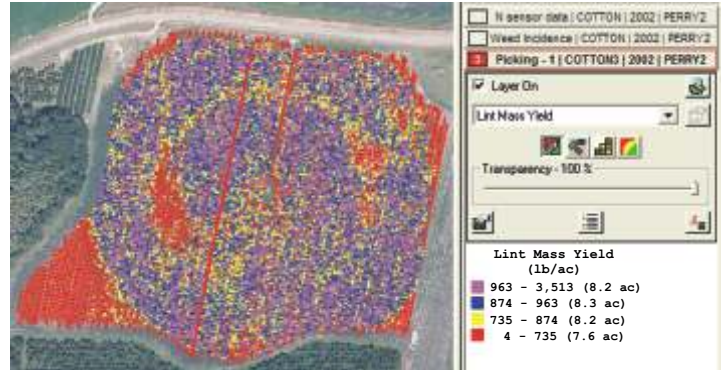 N sensor data | COTTON | 2002 | PERRY2
Weed Incidence | COTTON | 2002 | PERRY2
Picking - 1 | COTTON3 | 2002 | PERRY2
Layer On
Lint Mass Yield
Transparency - 100 %
Lint Mass Yield
(lb/ac)
963 - 3,513 (8.2 ac)
874 - 963 (8.3 ac)
735 - 874 (8.2 ac)
4 - 735 (7.6 ac)